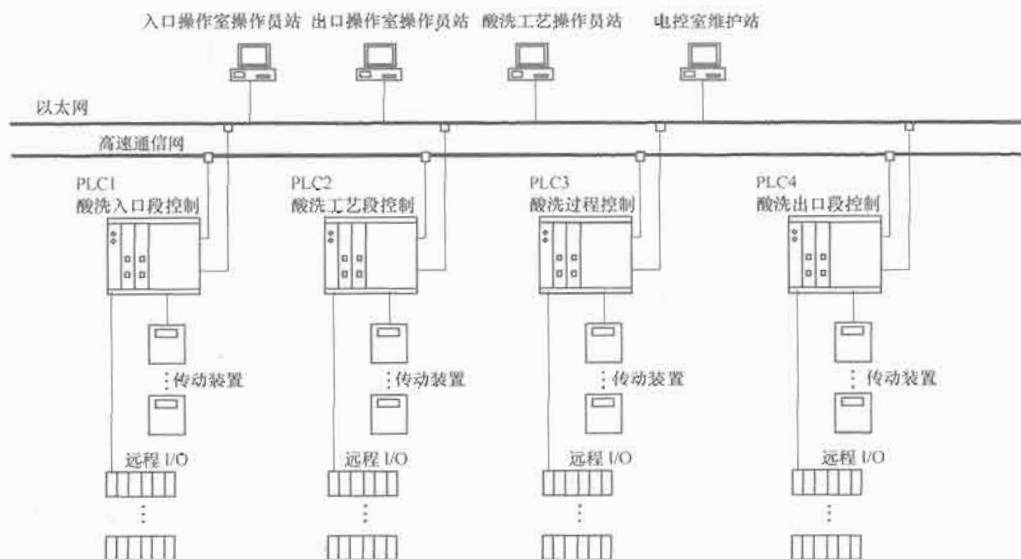 入口操作室操作员站 出口操作室操作员站 酸洗工艺操作员站 电控室维护站
以太网
高速通信网
PLC1 PLC2 PLC3 PLC4
酸洗入口段控制 酸洗工艺段控制 酸洗过程控制 酸洗出口段控制
传动装置 传动装置 传动装置 传动装置
远程 I/O 远程 I/O 远程 I/O 远程 I/O